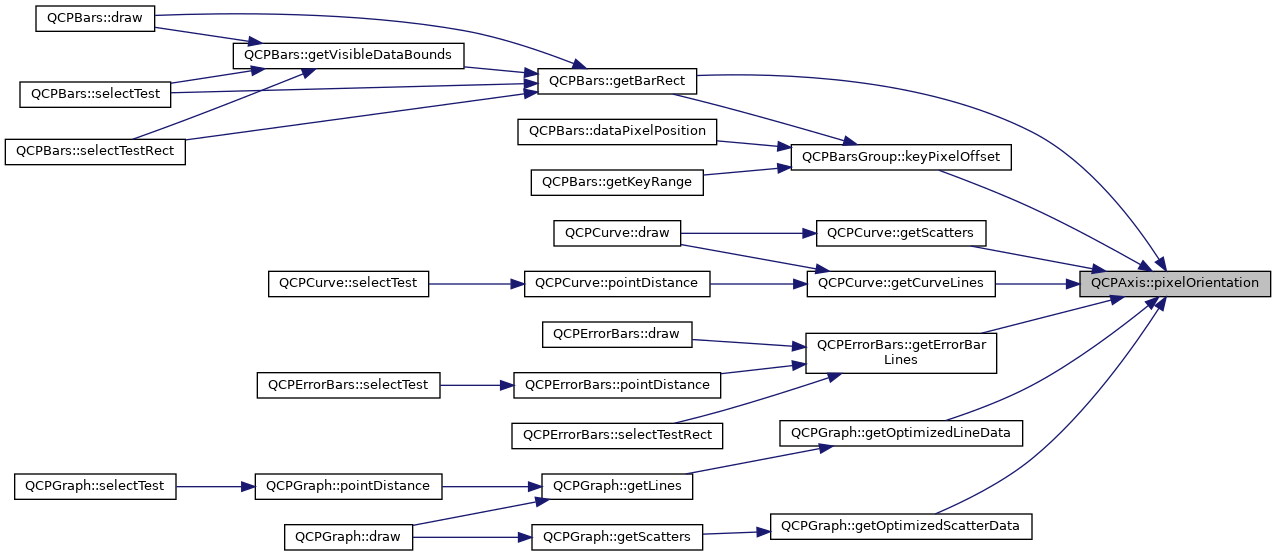 QCPBars::draw
QCPBars::getVisibleDataBounds
QCPBars::getBarRect
QCPBars::selectTest
QCPBars::dataPixelPosition
QCPBars::selectTestRect
QCPBarsGroup::keyPixelOffset
QCPBars::getKeyRange
QCPCurve::draw
QCPCurve::getScatters
QCPCurve::selectTest
QCPCurve::pointDistance
QCPCurve::getCurveLines
QCPAxis::pixelOrientation
QCPErrorBars::draw
QCPErrorBars::getErrorBar
Lines
QCPErrorBars::selectTest
QCPErrorBars::pointDistance
QCPErrorBars::selectTestRect
QCPGraph::getOptimizedLineData
QCPGraph::selectTest
QCPGraph::pointDistance
QCPGraph::getLines
QCPGraph::draw
QCPGraph::getScatters
QCPGraph::getOptimizedScatterData